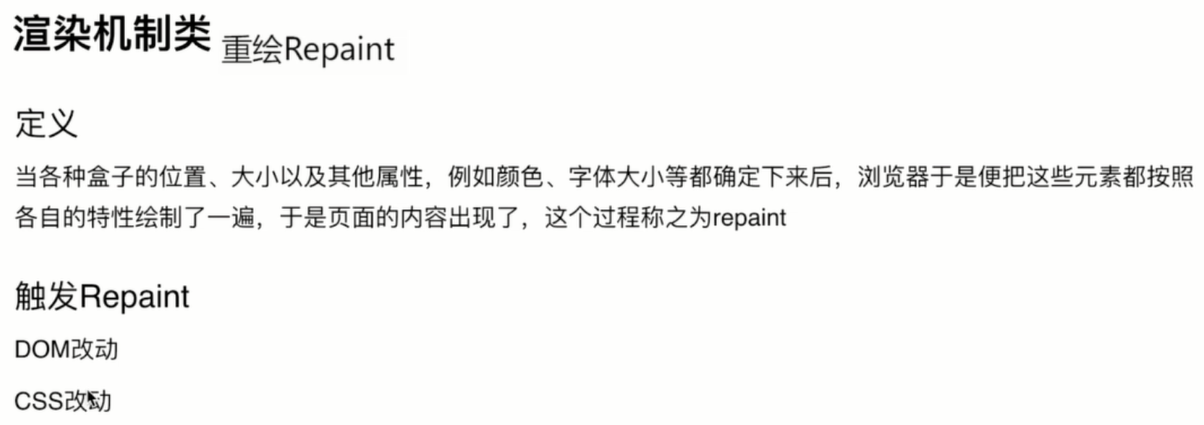 渲染机制类 重绘Repaint
定义
当各种盒子的位置、大小以及其他属性，例如颜色、字体大小等都确定下来后，浏览器于是便把这些元素都按照
各自的特性绘制了一遍，于是页面的内容出现了，这个过程称之为repaint
触发Repaint
DOM改动
CSS改动